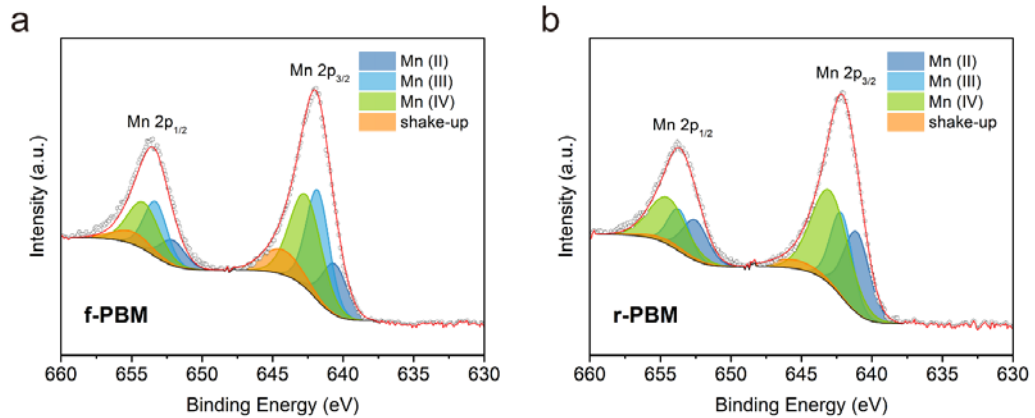 a
Mn 2p3/2
Mn 2p1/2
Mn (II)
Mn (III)
Mn (IV)
shake-up
Intensity (a.u.)
f-PBM
660 655 650 645 640 635 630
Binding Energy (eV)
b
Mn 2p3/2
Mn 2p1/2
Mn (II)
Mn (III)
Mn (IV)
shake-up
Intensity (a.u.)
r-PBM
660 655 650 645 640 635 630
Binding Energy (eV)